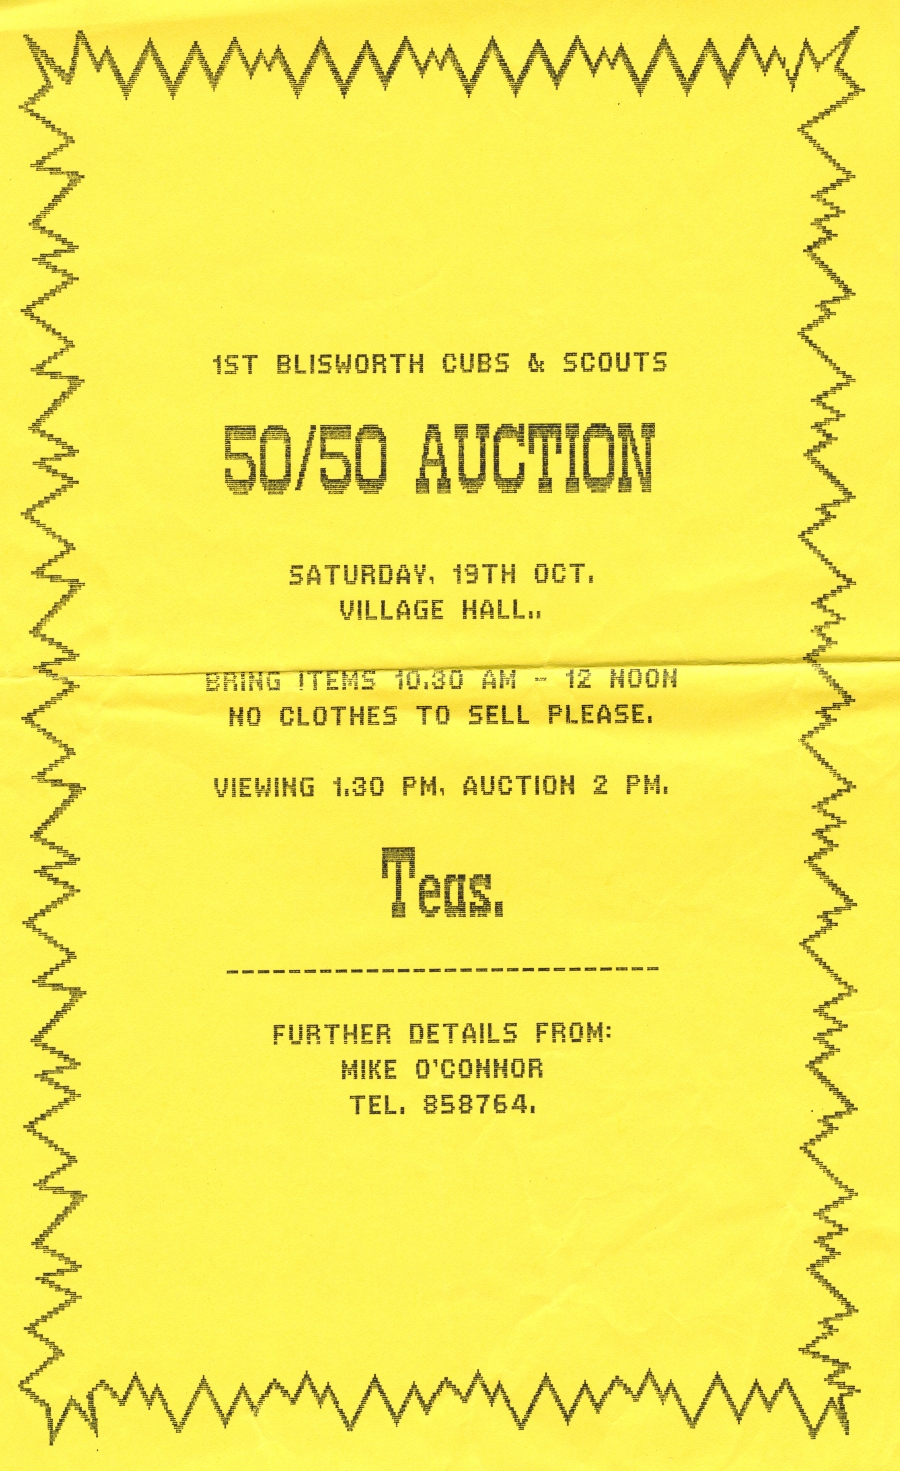 1ST BLISWORTH CUBS & SCOUTS
50/50 AUCTION
SATURDAY, 19TH OCT.
VILLAGE HALL..
BRING ITEMS 10.30 AM - 12 NOON
NO CLOTHES TO SELL PLEASE.
VIEWING 1.30 PM, AUCTION 2 PM.
Teas.
----------------------------
FURTHER DETAILS FROM:
MIKE O'CONNOR
TEL. 858764.